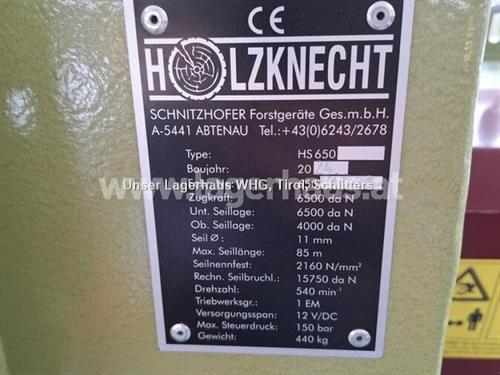 CE
HOLZKNECHT
SCHNITZHOFER Forstgeräte Ges.m.b.H.
A-5441 ABTENAU Tel.:+43(0)6243/2678
Type: HS 650
Baujahr: 20
Unser Lagerhaus WHG, Tirol, Schlitters
lagerhaus.at
Zugkraft: 6500 da N
Unt. Seillage: 6500 da N
Ob. Seillage: 4000 da N
Seil Ø: 11 mm
Max. Seillänge: 85 m
Seilnennfest: 2160 N/mm²
Rechn. Seilbruchl.: 15750 da N
Drehzahl: 540 min⁻¹
Triebwerksgr.: 1 EM
Versorgungsspan: 12 V/DC
Max. Steuerdruck: 150 bar
Gewicht: 440 kg